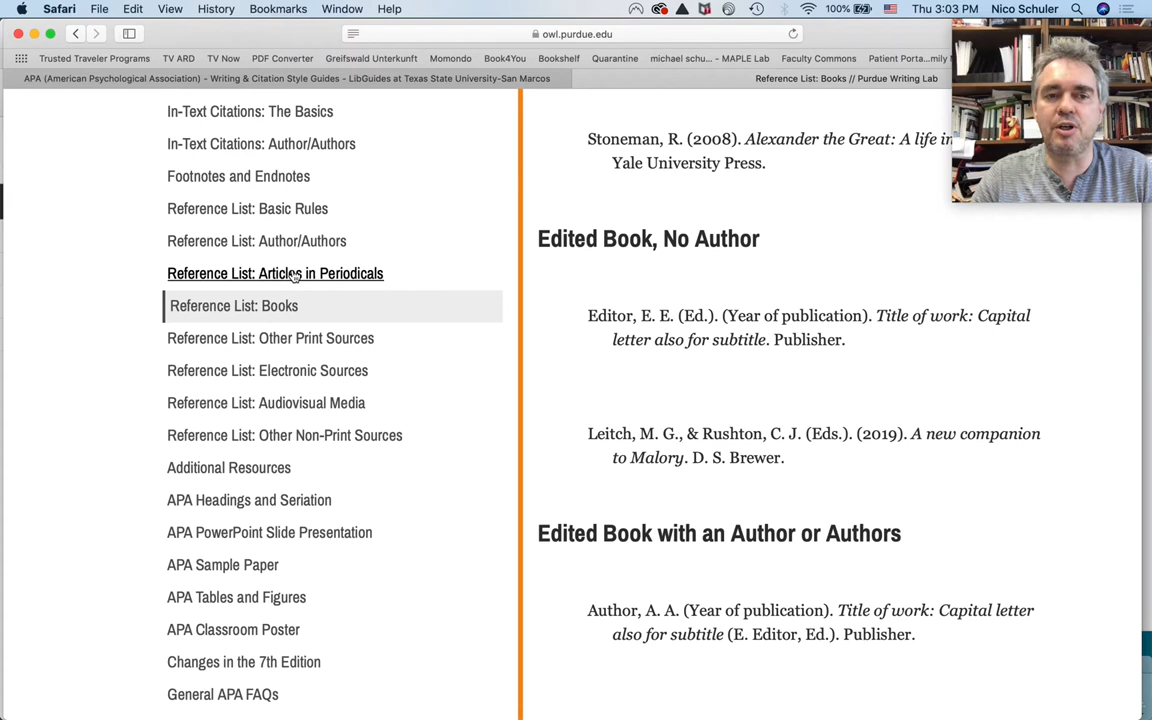 Safari File Edit View History Bookmarks Window Help 100% Thu 3:03 PM Nico Schuler
owl.purdue.edu
Trusted Traveler Programs TV ARD TV Now PDF Converter Greifswald Unterkunft Momondo Book4You Bookshelf Quarantine michael schu... - MAPLE Lab Faculty Commons Patient Porta...mily
APA (American Psychological Association) - Writing & Citation Style Guides - LibGuides at Texas State University-San Marcos
Reference List: Books // Purdue Writing Lab
In-Text Citations: The Basics
In-Text Citations: Author/Authors
Footnotes and Endnotes
Reference List: Basic Rules
Reference List: Author/Authors
Reference List: Articles in Periodicals
Reference List: Books
Reference List: Other Print Sources
Reference List: Electronic Sources
Reference List: Audiovisual Media
Reference List: Other Non-Print Sources
Additional Resources
APA Headings and Seriation
APA PowerPoint Slide Presentation
APA Sample Paper
APA Tables and Figures
APA Classroom Poster
Changes in the 7th Edition
General APA FAQs
Stoneman, R. (2008). Alexander the Great: A life in
Yale University Press.
Edited Book, No Author
Editor, E. E. (Ed.). (Year of publication). Title of work: Capital
letter also for subtitle. Publisher.
Leitch, M. G., & Rushton, C. J. (Eds.). (2019). A new companion
to Malory. D. S. Brewer.
Edited Book with an Author or Authors
Author, A. A. (Year of publication). Title of work: Capital letter
also for subtitle (E. Editor, Ed.). Publisher.